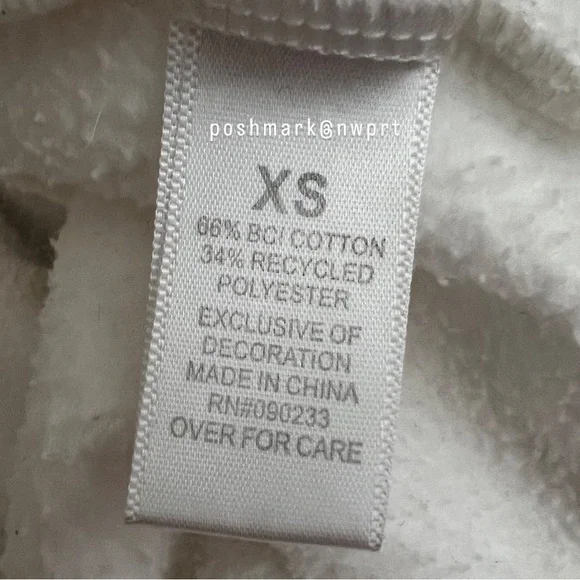 poshmark@nwprt
XS
66% BCI COTTON
34% RECYCLED
POLYESTER
EXCLUSIVE OF
DECORATION
MADE IN CHINA
RN#090233
OVER FOR CARE